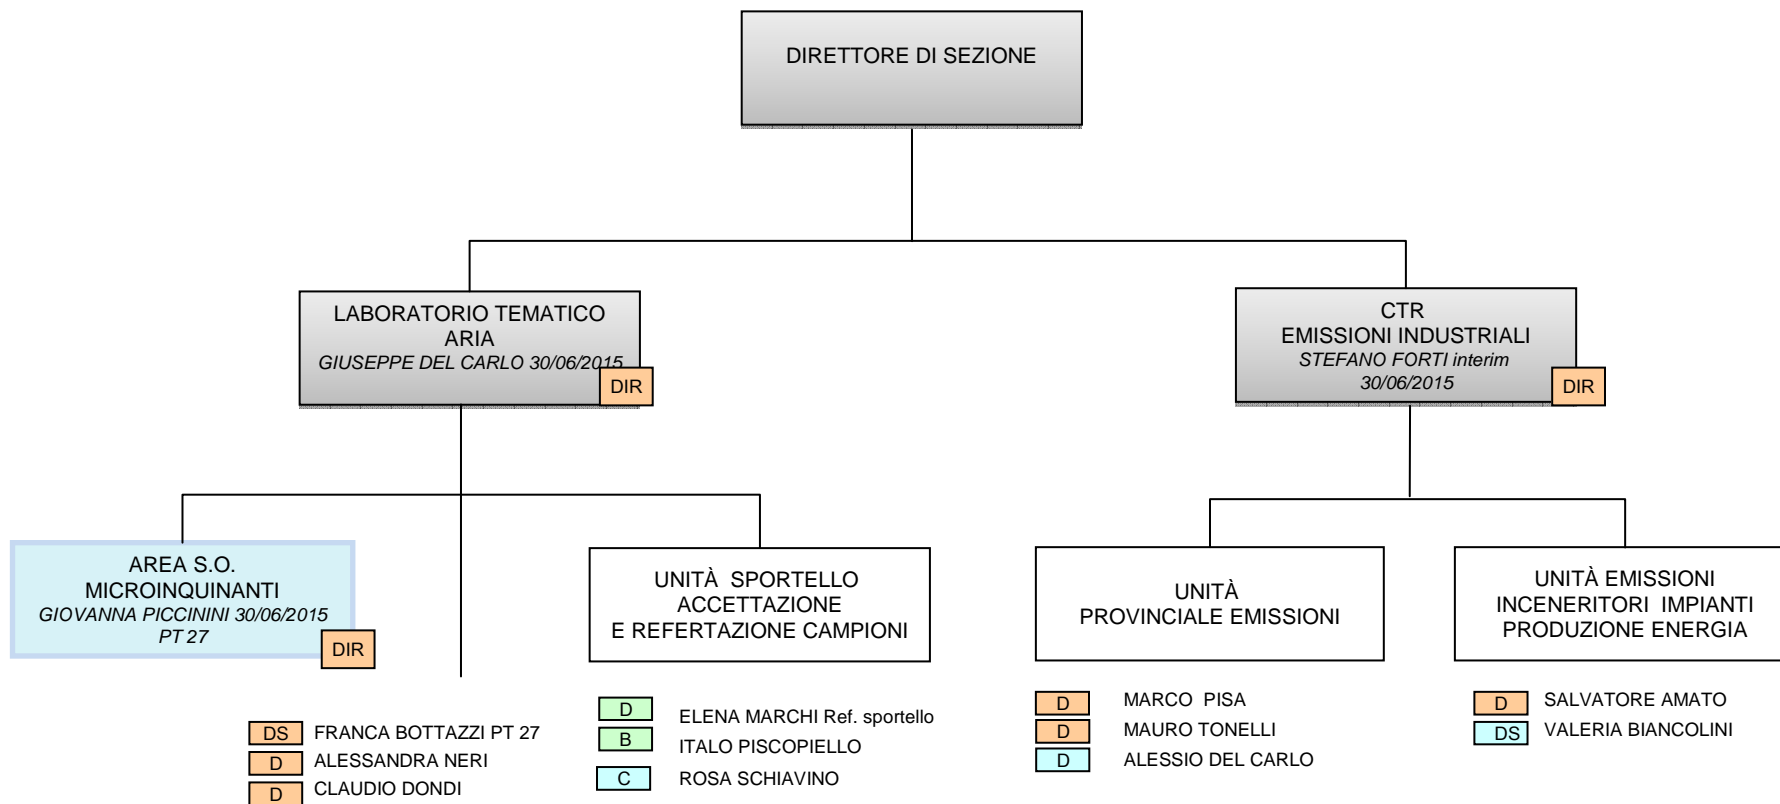 DIRETTORE DI SEZIONE
LABORATORIO TEMATICO
ARIA
GIUSEPPE DEL CARLO 30/06/2015
DIR
CTR
EMISSIONI INDUSTRIALI
STEFANO FORTI interim
30/06/2015
DIR
AREA S.O.
MICROINQUINANTI
GIOVANNA PICCININI 30/06/2015
PT 27
DIR
UNITÀ SPORTELLO
ACCETTAZIONE
E REFERTAZIONE CAMPIONI
UNITÀ
PROVINCIALE EMISSIONI
UNITÀ EMISSIONI
INCENERITORI IMPIANTI
PRODUZIONE ENERGIA
DS FRANCA BOTTAZZI PT 27
D ALESSANDRA NERI
D CLAUDIO DONDI
D ELENA MARCHI Ref. sportello
B ITALO PISCOPIELLO
C ROSA SCHIAVINO
D MARCO PISA
D MAURO TONELLI
D ALESSIO DEL CARLO
D SALVATORE AMATO
DS VALERIA BIANCOLINI